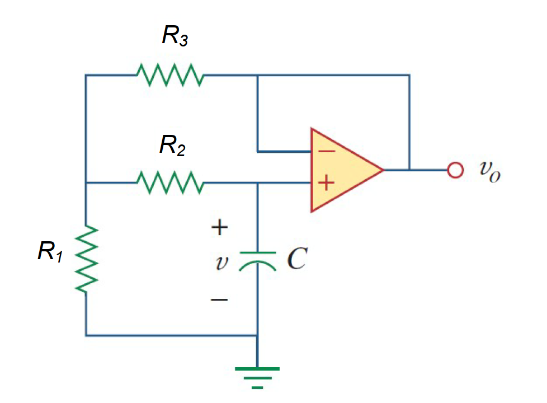 R3
R2
−
+
vo
+
R1
v
C
−